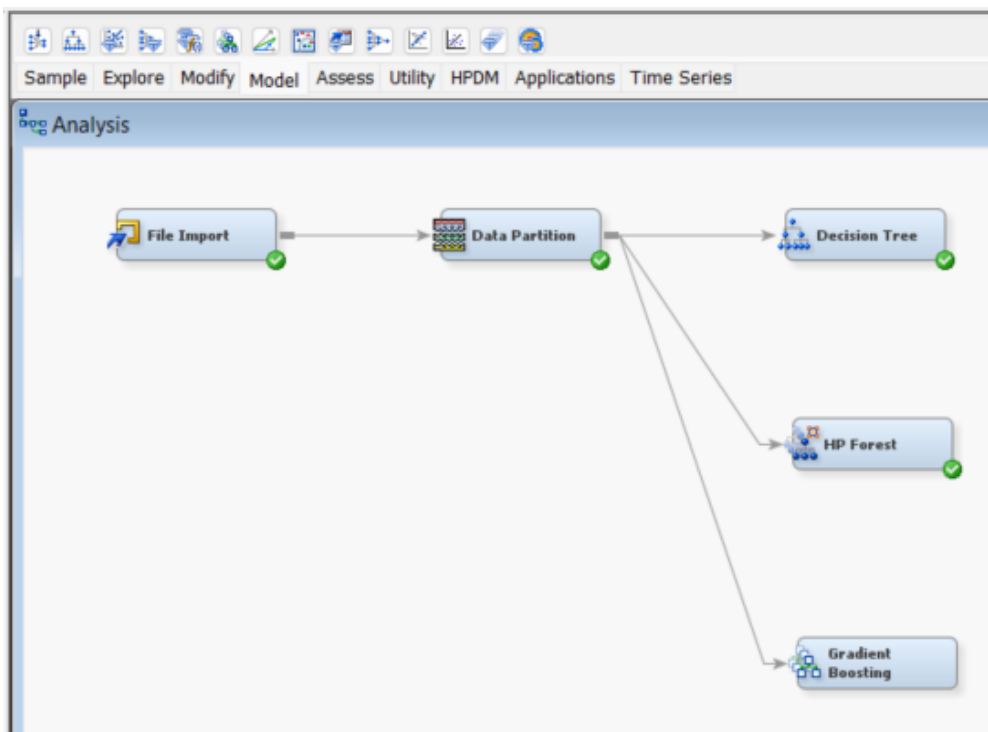 Sample Explore Modify Model Assess Utility HPDM Applications Time Series
Analysis
File Import
Data Partition
Decision Tree
HP Forest
Gradient
Boosting